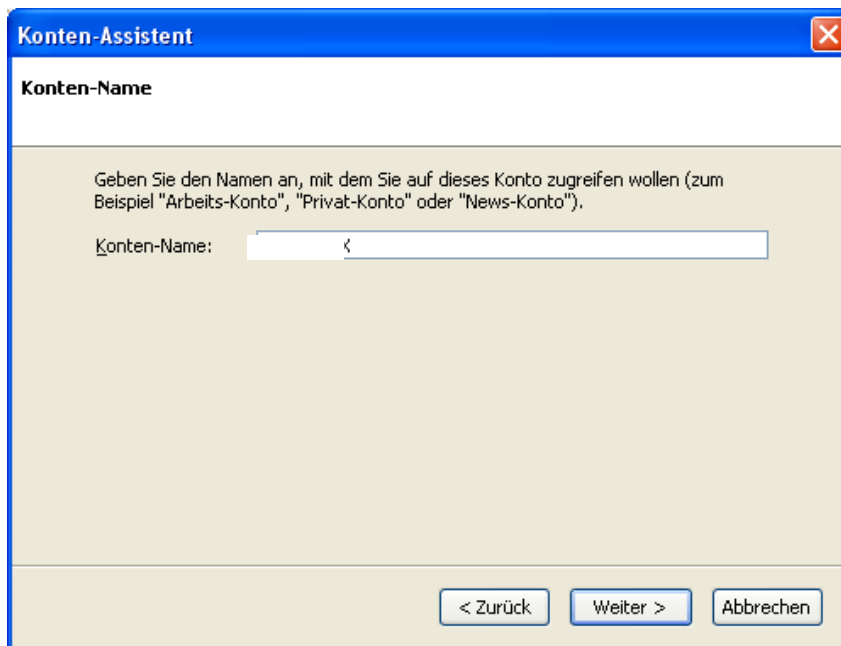 Konten-Assistent
Konten-Name
Geben Sie den Namen an, mit dem Sie auf dieses Konto zugreifen wollen (zum
Beispiel "Arbeits-Konto", "Privat-Konto" oder "News-Konto").
Konten-Name:
< Zurück Weiter > Abbrechen